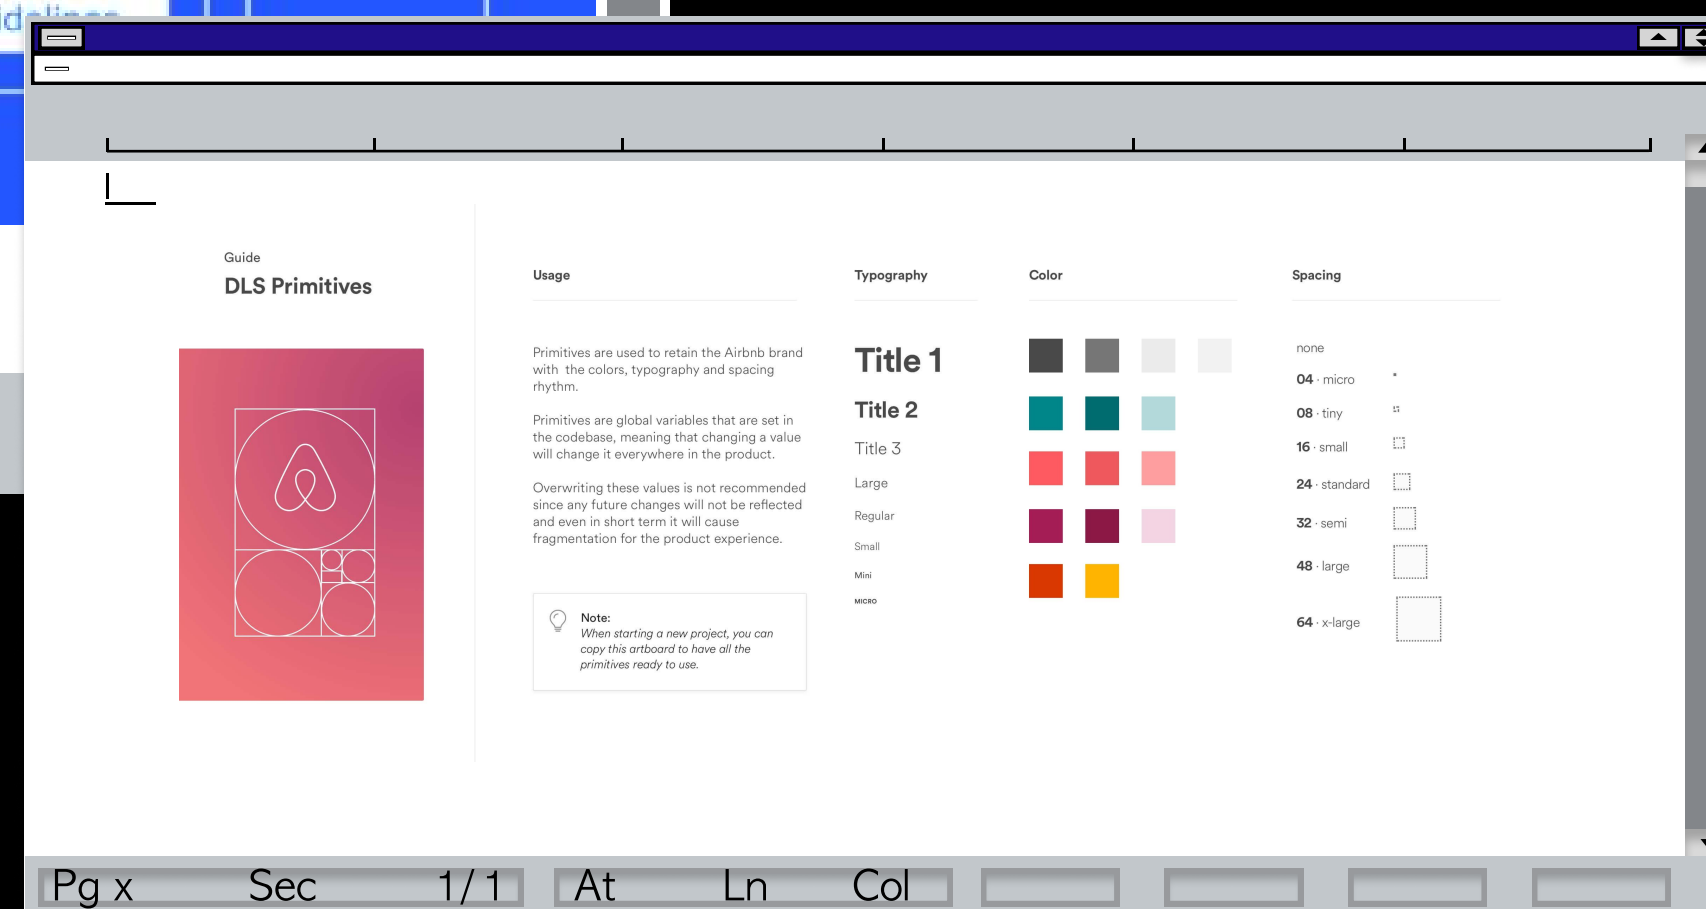 delines
Guide
DLS Primitives
Usage
Primitives are used to retain the Airbnb brand
with the colors, typography and spacing
rhythm.
Primitives are global variables that are set in
the codebase, meaning that changing a value
will change it everywhere in the product.
Overwriting these values is not recommended
since any future changes will not be reflected
and even in short term it will cause
fragmentation for the product experience.
Note:
When starting a new project, you can
copy this artboard to have all the
primitives ready to use.
Typography
Title 1
Title 2
Title 3
Large
Regular
Small
Mini
MICRO
Color
Spacing
none
04 · micro
08 · tiny
16 · small
24 · standard
32 · semi
48 · large
64 · x-large
Pg x Sec 1/1 At Ln Col